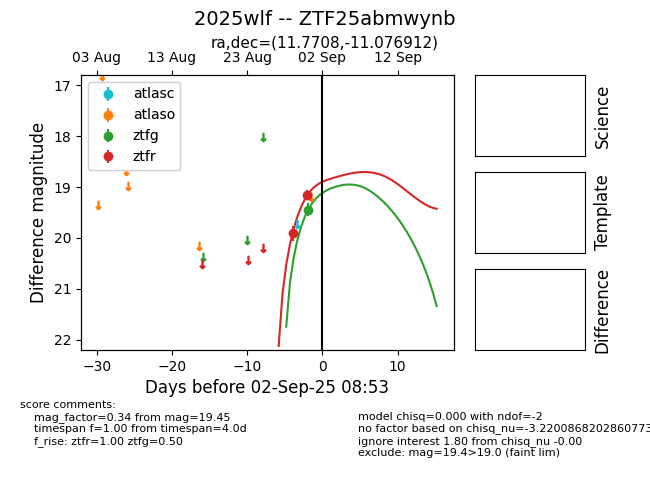 2025wlf -- ZTF25abmwynb
ra,dec=(11.7708,-11.076912)
03 Aug 13 Aug 23 Aug 02 Sep 12 Sep
17
18
19
20
21
22
Difference magnitude
atlasc
atlaso
ztfg
ztfr
−30 −20 −10 0 10
Days before 02-Sep-25 08:53
Science
Template
Difference
score comments:
mag_factor=0.34 from mag=19.45
timespan f=1.00 from timespan=4.0d
f_rise: ztfr=1.00 ztfg=0.50
model chisq=0.000 with ndof=-2
no factor based on chisq_nu=-3.2200868202860773
ignore interest 1.80 from chisq_nu -0.00
exclude: mag=19.4>19.0 (faint lim)